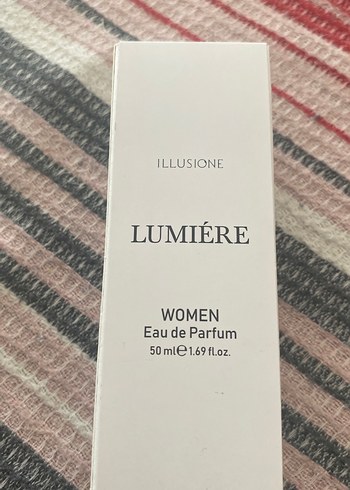 ILLUSIONE
LUMIÉRE
WOMEN
Eau de Parfum
50 ml℮1.69 fl.oz.